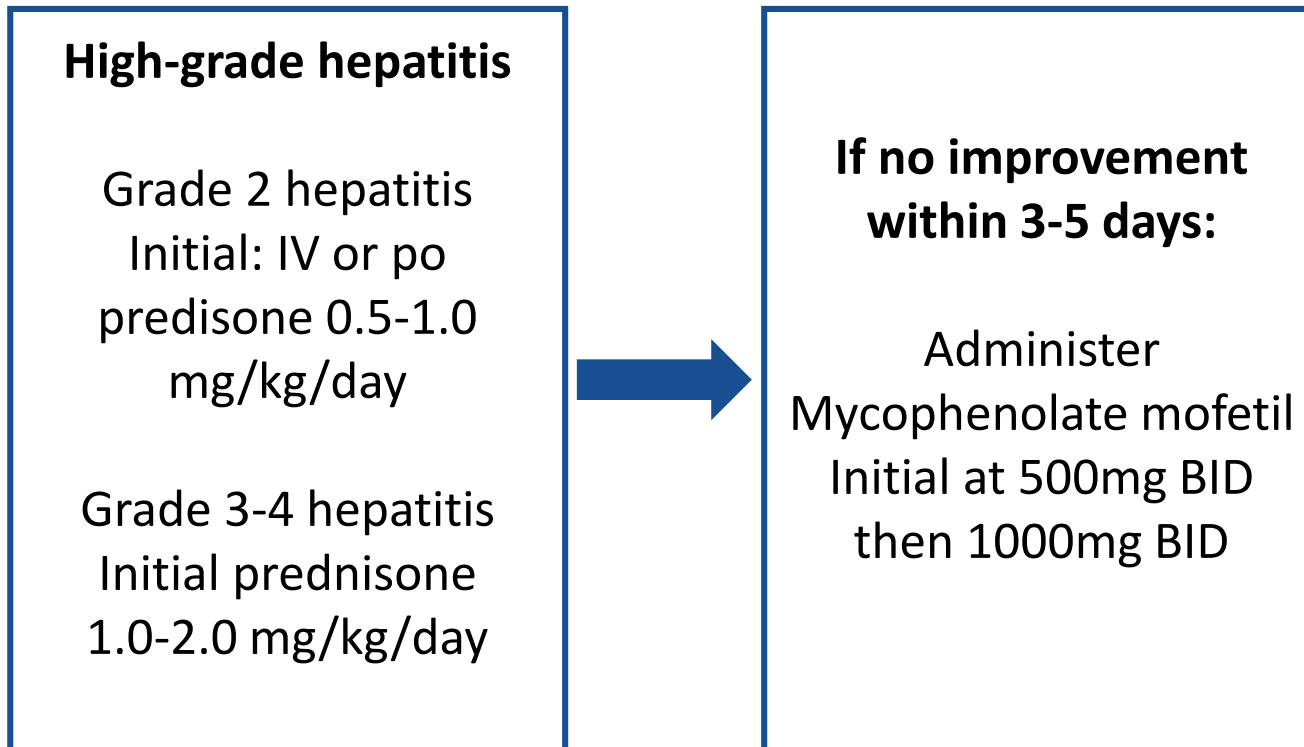 High-grade hepatitis
Grade 2 hepatitis
Initial: IV or po
predisone 0.5-1.0
mg/kg/day
Grade 3-4 hepatitis
Initial prednisone
1.0-2.0 mg/kg/day
If no improvement
within 3-5 days:
Administer
Mycophenolate mofetil
Initial at 500mg BID
then 1000mg BID